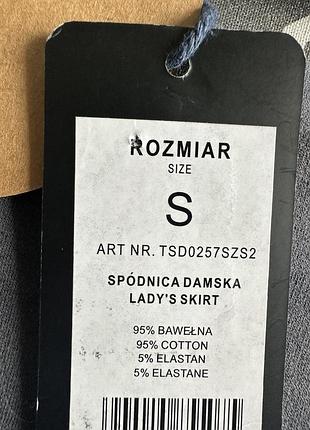 ROZMIAR
SIZE
S
ART NR. TSD0257SZS2
SPÓDNICA DAMSKA
LADY'S SKIRT
95% BAWEŁNA
95% COTTON
5% ELASTAN
5% ELASTANE